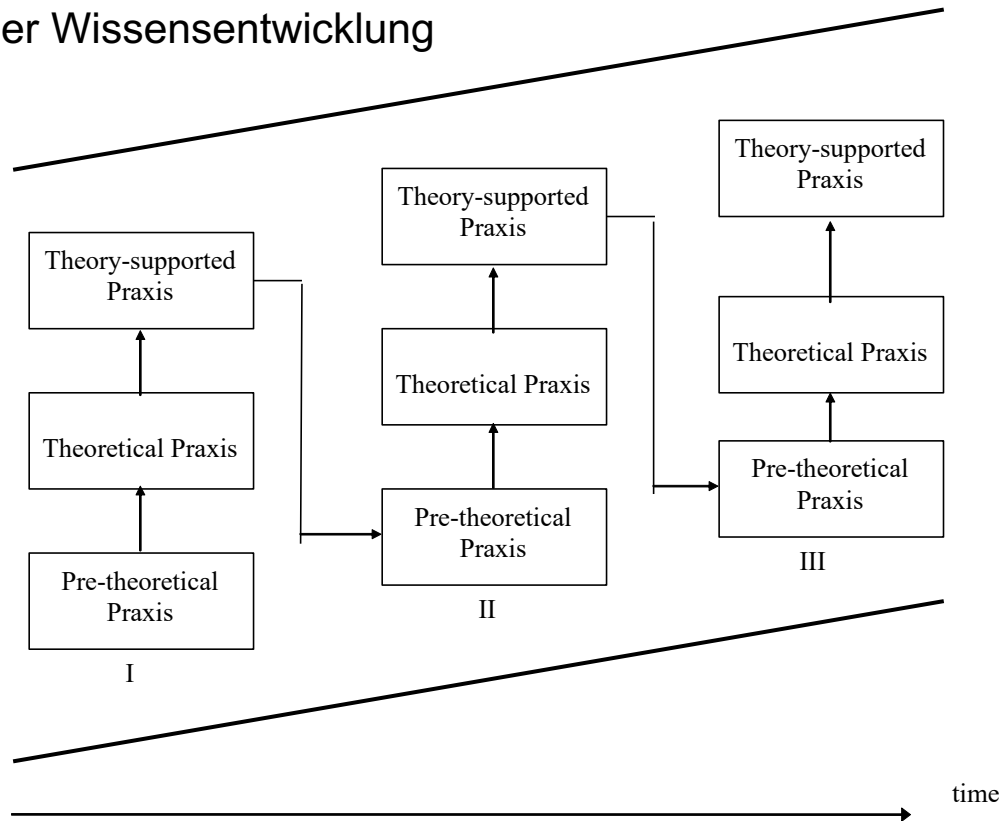 er Wissensentwicklung
Theory-supported
Praxis
Theoretical Praxis
Pre-theoretical
Praxis
I
Theory-supported
Praxis
Theoretical Praxis
Pre-theoretical
Praxis
II
Theory-supported
Praxis
Theoretical Praxis
Pre-theoretical
Praxis
III
time